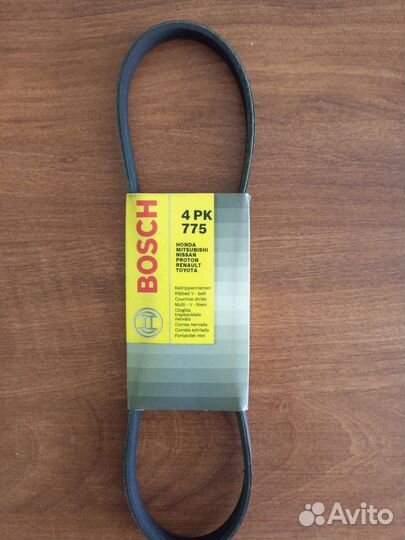 BOSCH
4 PK
775
HONDA
MITSUBISHI
NISSAN
PROTON
RENAULT
TOYOTA
Keilrippenriemen
Ribbed V - belt
Courroie striée
Multi - V - Riem
Cinghia
trapezoidale
nervata
Correa nervada
Correia estriada
Fortandet rem
Avito